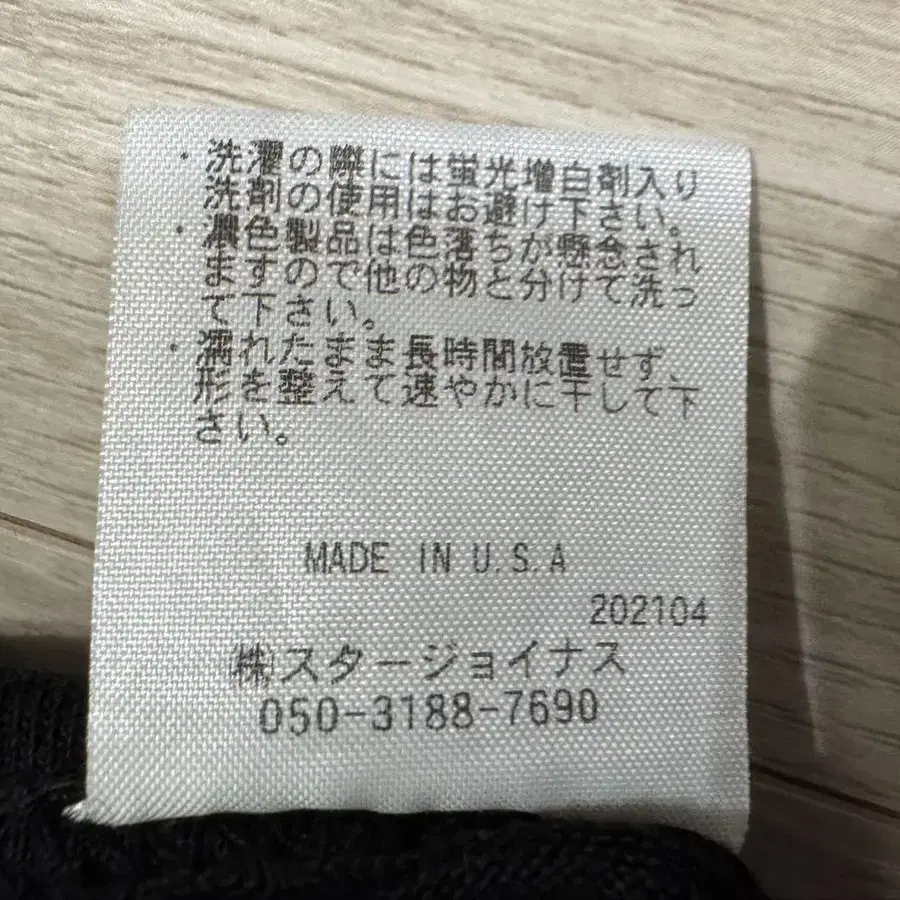 ・洗濯の際には蛍光増白剤入り
洗剤の使用はお避け下さい。
・濃色の製品は色落ちが懸念され
ますので他の物と分けて洗っ
て下さい。
・濡れたまま長時間放置せず、
形を整えて速やかに干して下
さい。
MADE IN U.S.A
202104
㈱スタージョイナス
050-3188-7690